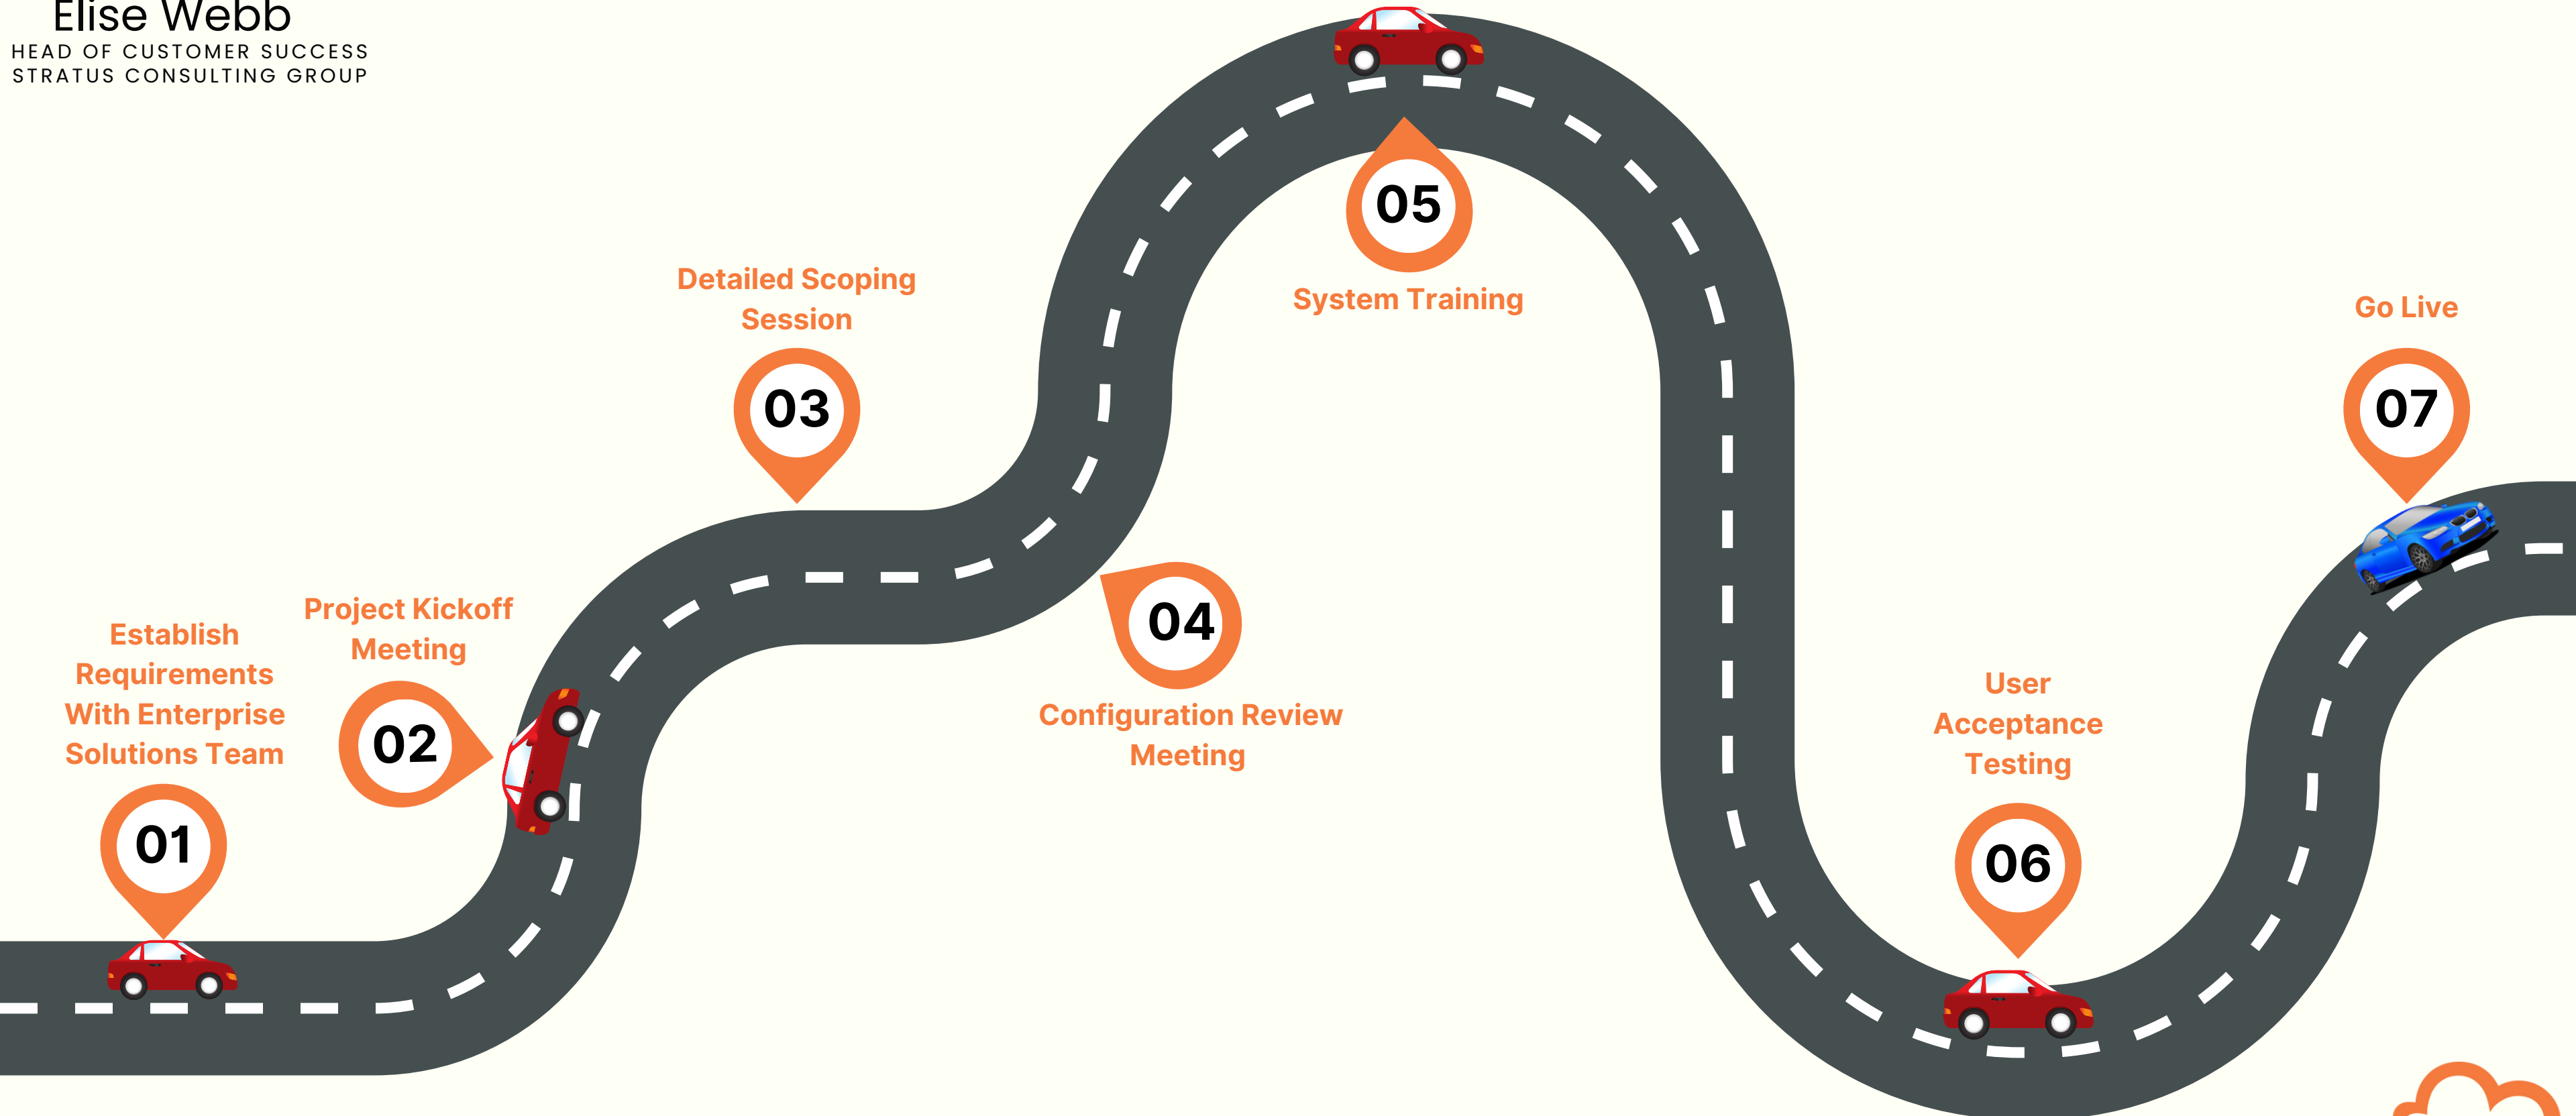 Elise Webb
HEAD OF CUSTOMER SUCCESS
STRATUS CONSULTING GROUP
Establish
Requirements
With Enterprise
Solutions Team
01
Project Kickoff
Meeting
02
Detailed Scoping
Session
03
04
Configuration Review
Meeting
05
System Training
User
Acceptance
Testing
06
Go Live
07